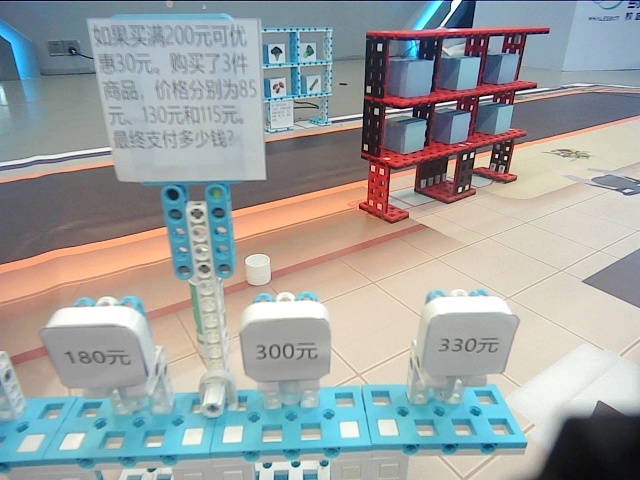 如果买满200元可优
惠30元。购买了3件
商品，价格分别为85
元、130元和115元。
最终支付多少钱?
180元
300元
330元